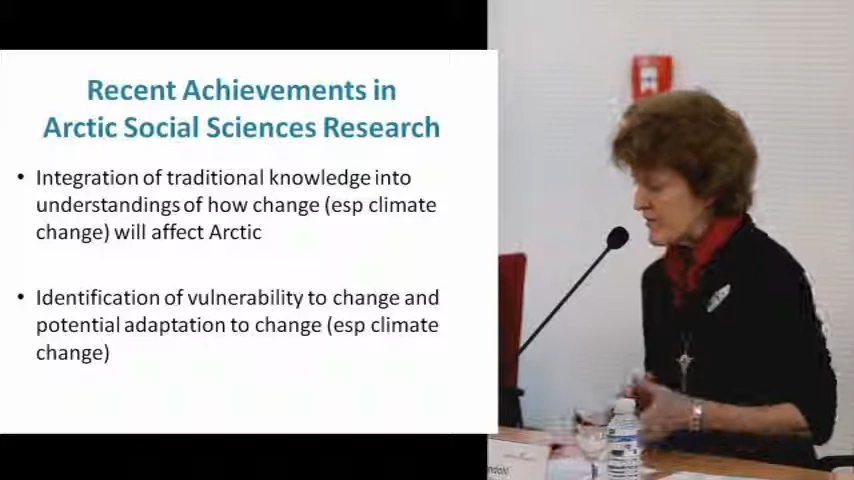 Recent Achievements in
Arctic Social Sciences Research
• Integration of traditional knowledge into
understandings of how change (esp climate
change) will affect Arctic
• Identification of vulnerability to change and
potential adaptation to change (esp climate
change)